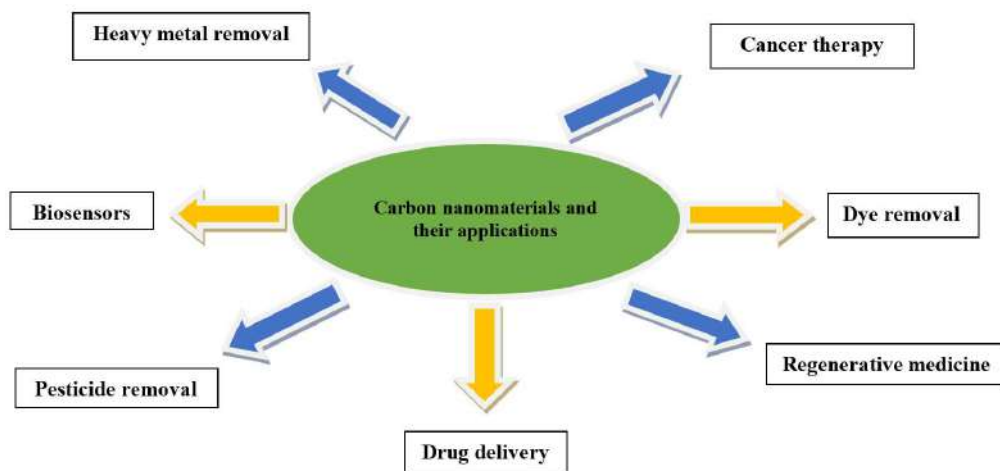 Heavy metal removal
Cancer therapy
Carbon nanomaterials and
their applications
Biosensors
Dye removal
Pesticide removal
Regenerative medicine
Drug delivery